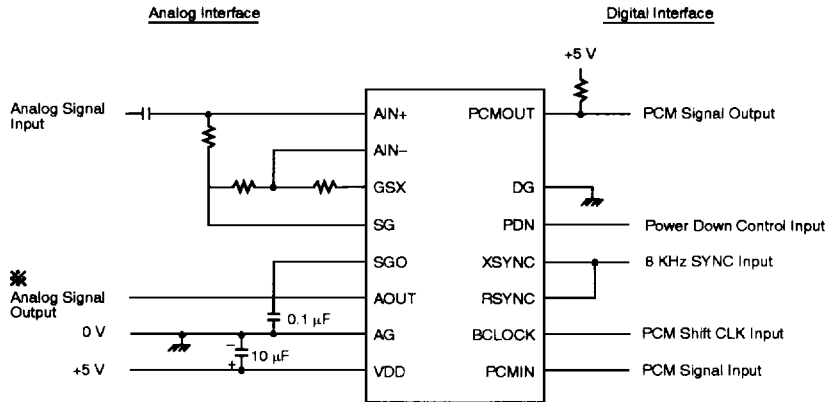 Analog Interface
Digital Interface
+5 V
Analog Signal
Input
AIN+
PCMOUT
PCM Signal Output
AIN−
GSX
DG
SG
PDN
Power Down Control Input
※
SGO
XSYNC
8 KHz SYNC Input
Analog Signal
Output
AOUT
RSYNC
0.1 µF
0 V
AG
BCLOCK
PCM Shift CLK Input
−
10 µF
+
+5 V
VDD
PCMIN
PCM Signal Input